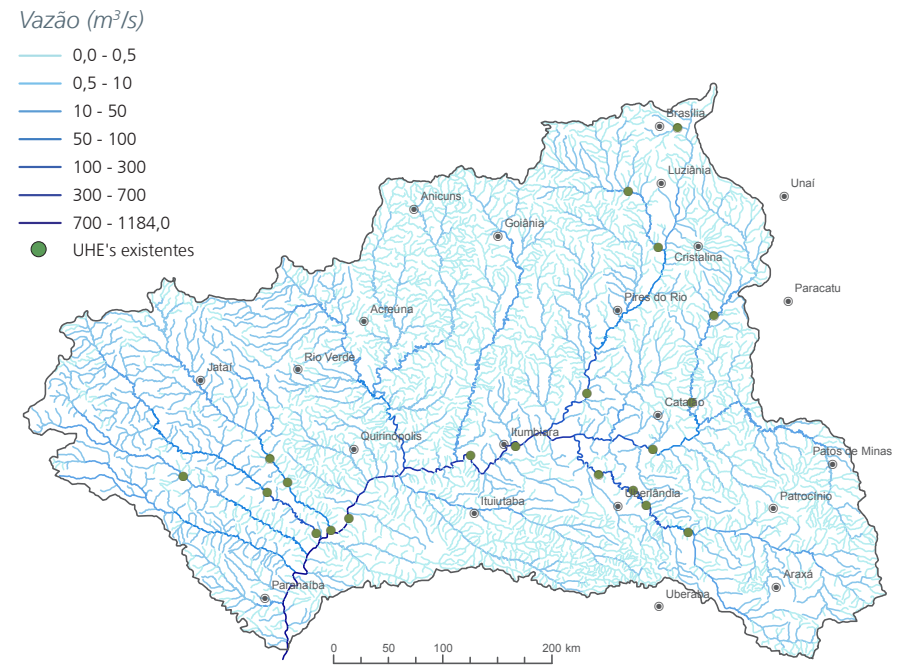 Vazão (m³/s)
0,0 - 0,5
0,5 - 10
10 - 50
50 - 100
100 - 300
300 - 700
700 - 1184,0
UHE's existentes
Brasília
Luziânia
Unaí
Anicuns
Goiânia
Cristalina
Paracatu
Pires do Rio
Acreúna
Rio Verde
Jataí
Catalão
Itumbiara
Quirinópolis
Patos de Minas
Ituiutaba
Uberlândia
Patrocínio
Araxá
Paranaíba
Uberaba
0 50 100 200 km